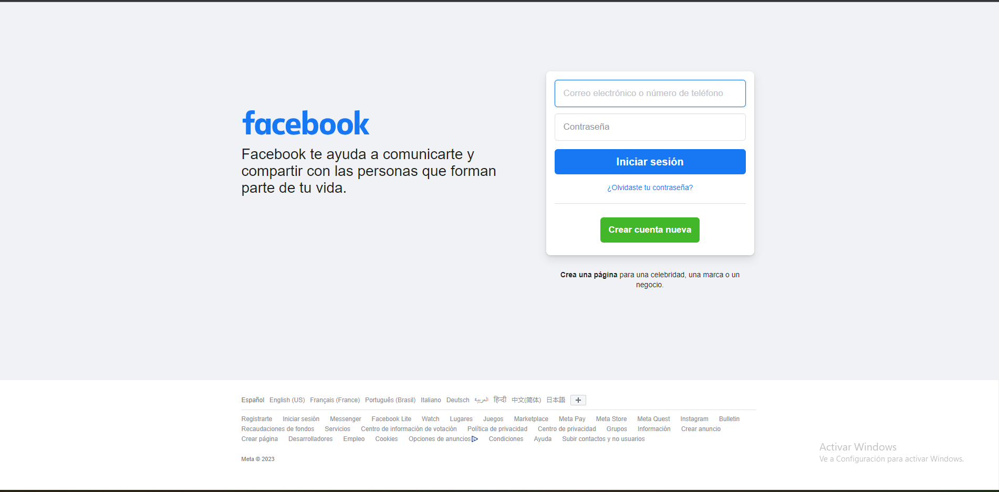 facebook
Facebook te ayuda a comunicarte y
compartir con las personas que forman
parte de tu vida.
Correo electrónico o número de teléfono
Contraseña
Iniciar sesión
¿Olvidaste tu contraseña?
Crear cuenta nueva
Crea una página para una celebridad, una marca o un
negocio.
Español English (US) Français (France) Português (Brasil) Italiano Deutsch العربية हिन्दी 中文(简体) 日本語 +
Registrarte Iniciar sesión Messenger Facebook Lite Watch Lugares Juegos Marketplace Meta Pay Meta Store Meta Quest Instagram Bulletin
Recaudaciones de fondos Servicios Centro de información de votación Política de privacidad Centro de privacidad Grupos Información Crear anuncio
Crear página Desarrolladores Empleo Cookies Opciones de anuncios Condiciones Ayuda Subir contactos y no usuarios
Meta © 2023
Activar Windows
Ve a Configuración para activar Windows.